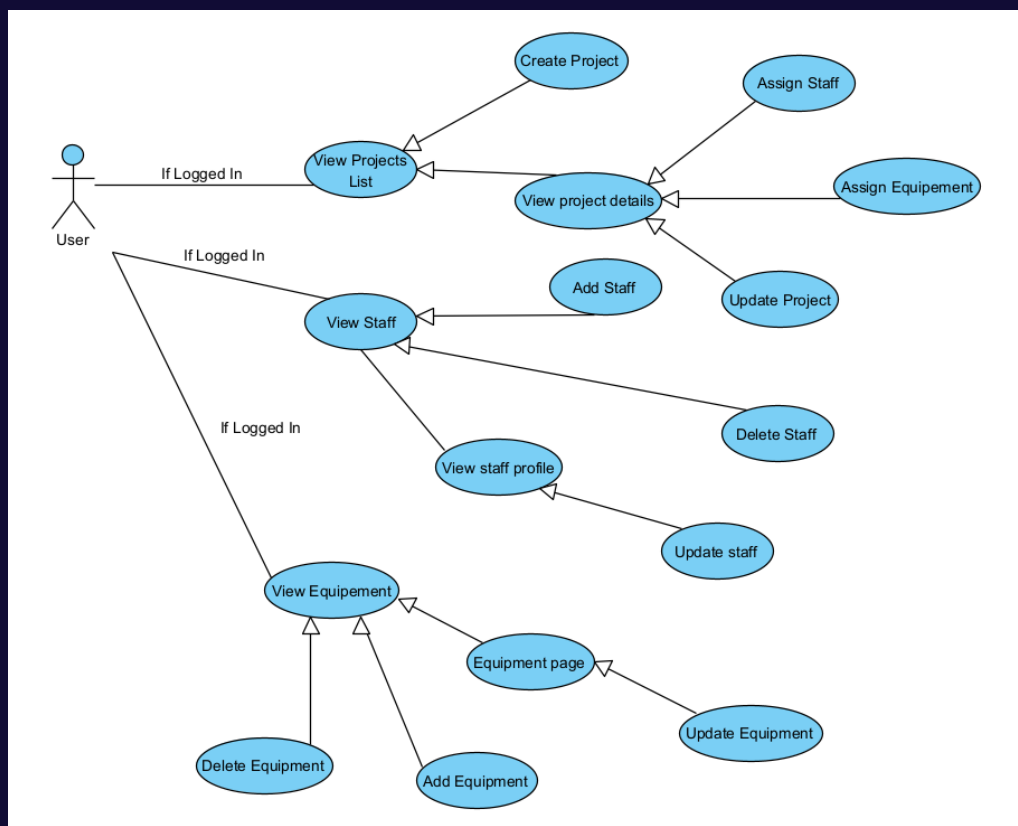 Create Project
Assign Staff
View Projects
List
If Logged In
View project details
Assign Equipement
User
If Logged In
Add Staff
Update Project
View Staff
If Logged In
Delete Staff
View staff profile
Update staff
View Equipement
Equipment page
Update Equipment
Delete Equipment
Add Equipment